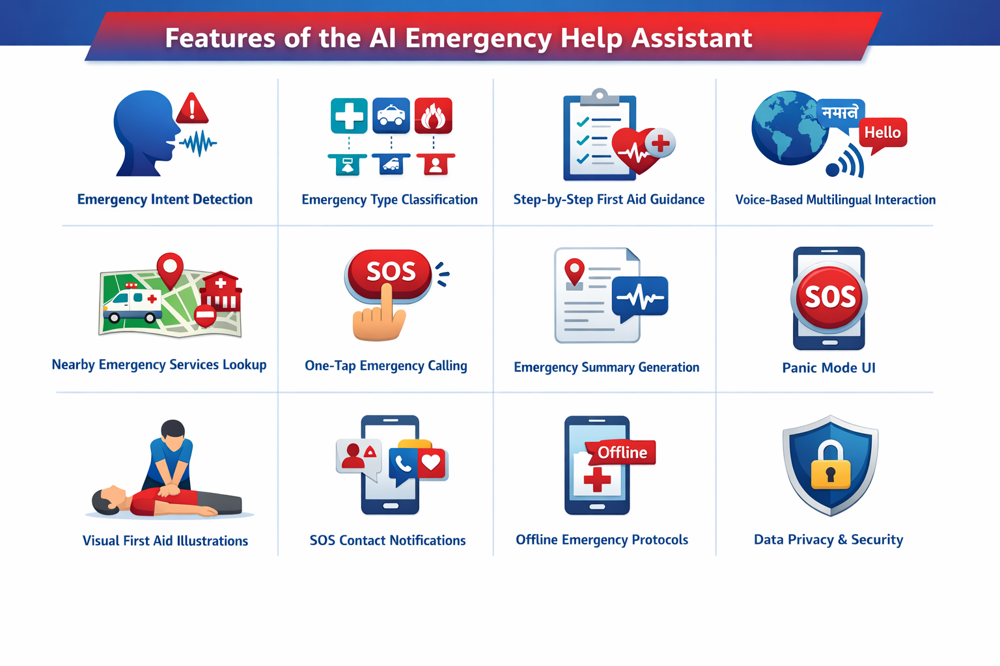 Features of the AI Emergency Help Assistant
Hello
Emergency Intent Detection
Emergency Type Classification
Step-by-Step First Aid Guidance
Voice-Based Multilingual Interaction
SOS
SOS
Nearby Emergency Services Lookup
One-Tap Emergency Calling
Emergency Summary Generation
Panic Mode UI
Offline
Visual First Aid Illustrations
SOS Contact Notifications
Offline Emergency Protocols
Data Privacy & Security